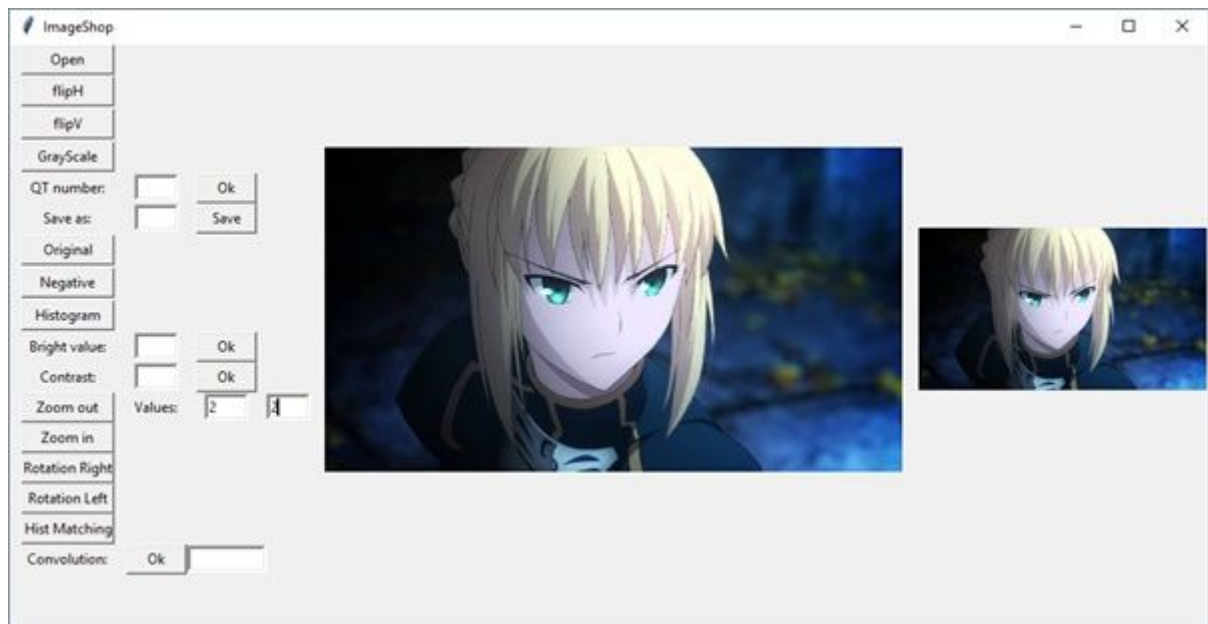 ImageShop
Open
flipH
flipV
GrayScale
QT number: Ok
Save as: Save
Original
Negative
Histogram
Bright value: Ok
Contrast: Ok
Zoom out Values: 2 2
Zoom in
Rotation Right
Rotation Left
Hist Matching
Convolution: Ok